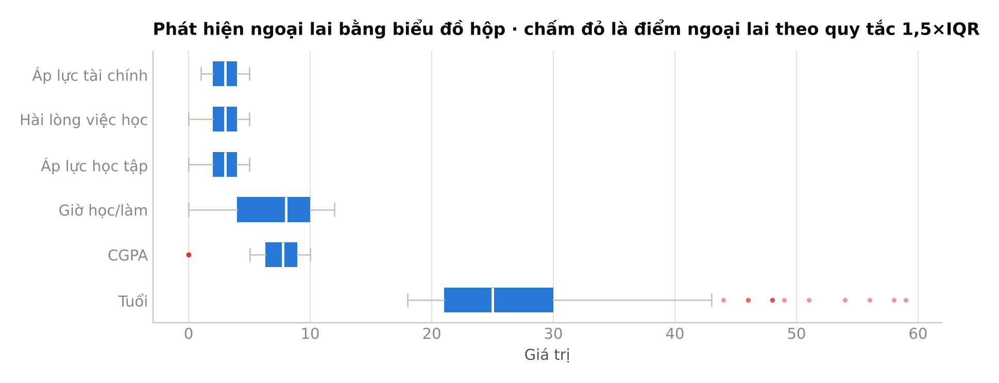 Phát hiện ngoại lai bằng biểu đồ hộp · chấm đỏ là điểm ngoại lai theo quy tắc 1,5×IQR
Áp lực tài chính
Hài lòng việc học
Áp lực học tập
Giờ học/làm
CGPA
Tuổi
0 10 20 30 40 50 60
Giá trị